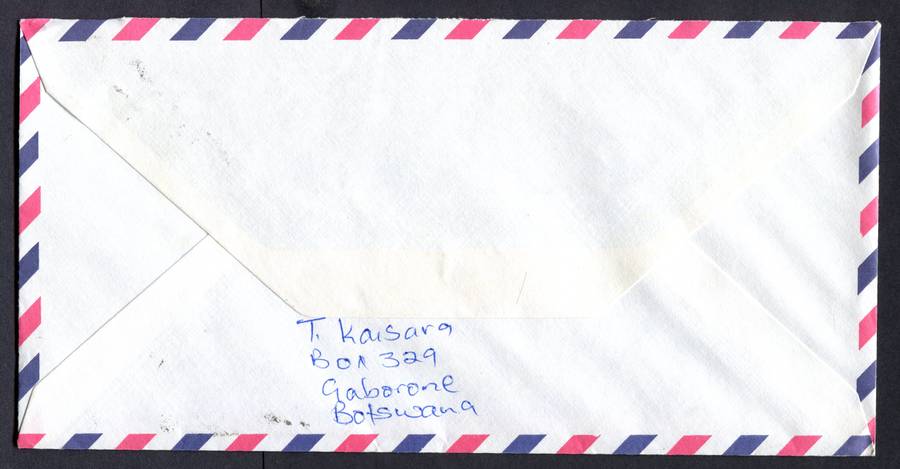 T. Kaisara
Box 329
Gaborone
Botswana